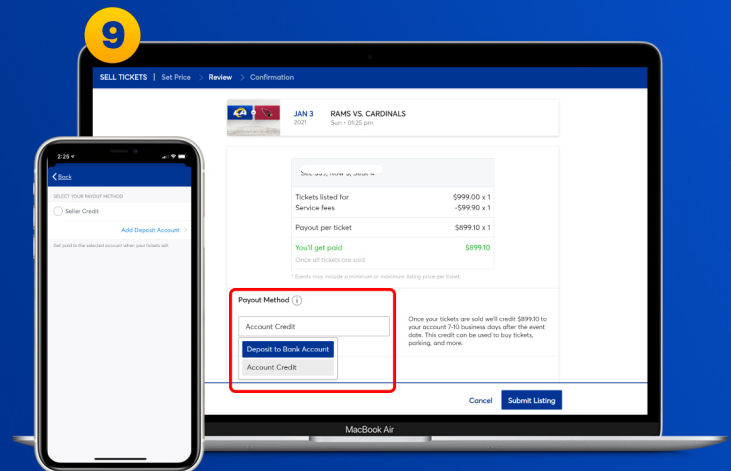 9
SELL TICKETS | Set Price > Review > Confirmation
JAN 3 RAMS VS. CARDINALS
2021 Sun • 01:25 pm
Tickets listed for $999.00 x 1
Service fees -$99.90 x 1
Payout per ticket $899.10 x 1
You'll get paid $899.10
Once all tickets are sold
* Events may include a minimum or maximum listing price per ticket.
Payout Method i
Account Credit
Deposit to Bank Account
Account Credit
Once your tickets are sold we'll credit $899.10 to
your account 7-10 business days after the event
date. This credit can be used to buy tickets,
parking, and more.
Cancel Submit Listing
MacBook Air
2:25
< Back
SELECT YOUR PAYOUT METHOD
Seller Credit
Add Deposit Account >
Get paid to the selected account when your tickets sell.